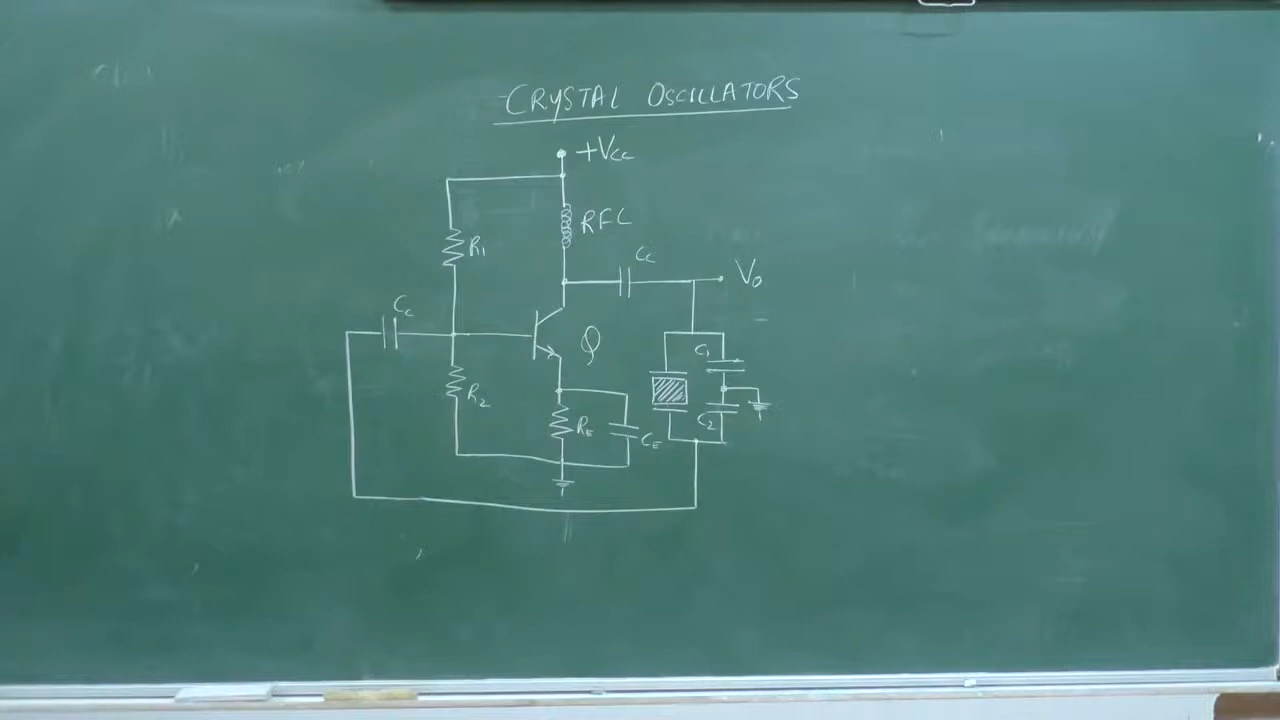 CRYSTAL OSCILLATORS
+Vcc
RFC
R1
Cc
Vo
Cc
Q
C1
R2
C2
RE
CE